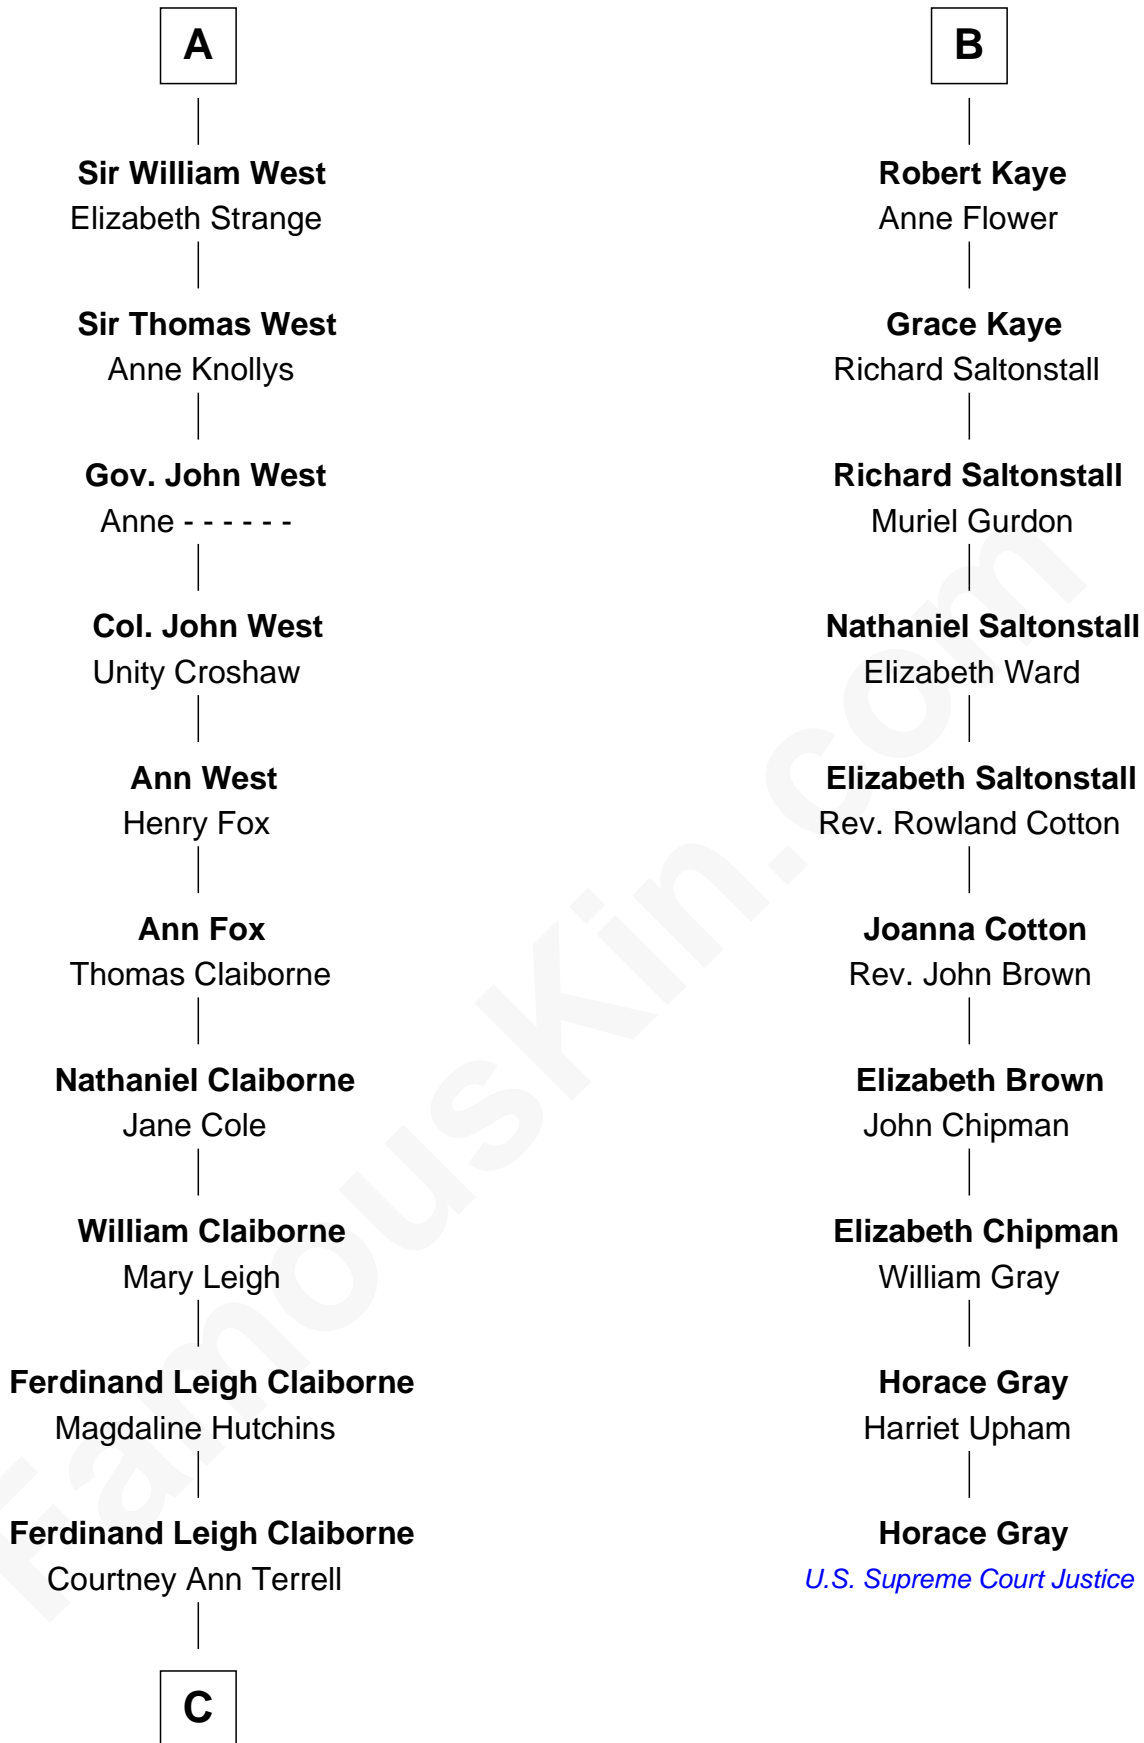 A
Sir William West
Elizabeth Strange
Sir Thomas West
Anne Knollys
Gov. John West
Anne - - - - - -
Col. John West
Unity Croshaw
Ann West
Henry Fox
Ann Fox
Thomas Claiborne
Nathaniel Claiborne
Jane Cole
William Claiborne
Mary Leigh
Ferdinand Leigh Claiborne
Magdaline Hutchins
Ferdinand Leigh Claiborne
Courtney Ann Terrell
C
B
Robert Kaye
Anne Flower
Grace Kaye
Richard Saltonstall
Richard Saltonstall
Muriel Gurdon
Nathaniel Saltonstall
Elizabeth Ward
Elizabeth Saltonstall
Rev. Rowland Cotton
Joanna Cotton
Rev. John Brown
Elizabeth Brown
John Chipman
Elizabeth Chipman
William Gray
Horace Gray
Harriet Upham
Horace Gray
U.S. Supreme Court Justice
FamousKin.com